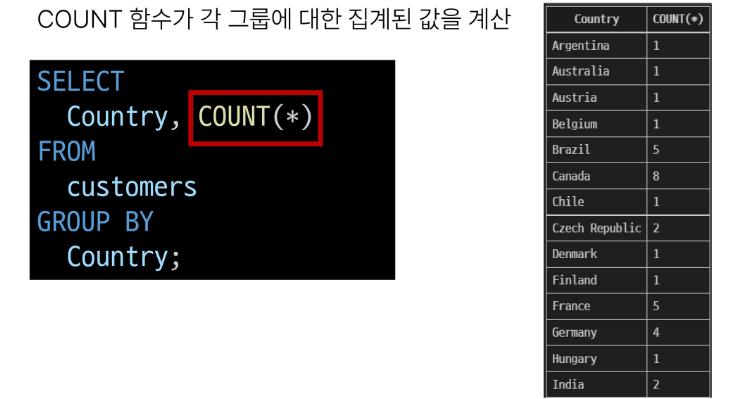 COUNT 함수가 각 그룹에 대한 집계된 값을 계산
SELECT
Country, COUNT(*)
FROM
customers
GROUP BY
Country;
Country COUNT(*)
Argentina 1
Australia 1
Austria 1
Belgium 1
Brazil 5
Canada 8
Chile 1
Czech Republic 2
Denmark 1
Finland 1
France 5
Germany 4
Hungary 1
India 2